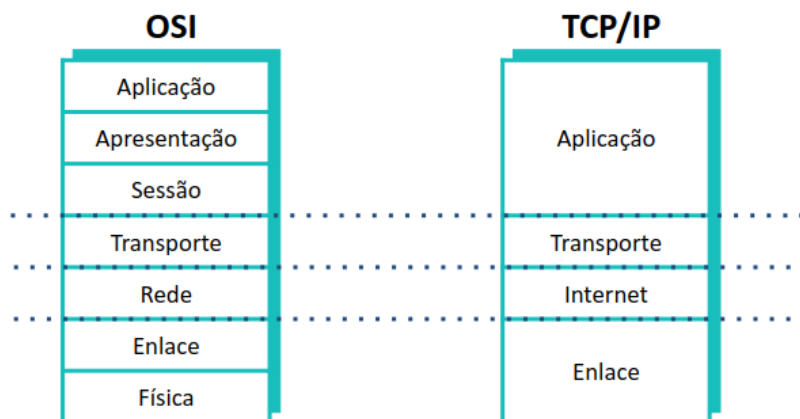 OSI
TCP/IP
Aplicação
Apresentação
Sessão
Transporte
Rede
Enlace
Física
Aplicação
Transporte
Internet
Enlace